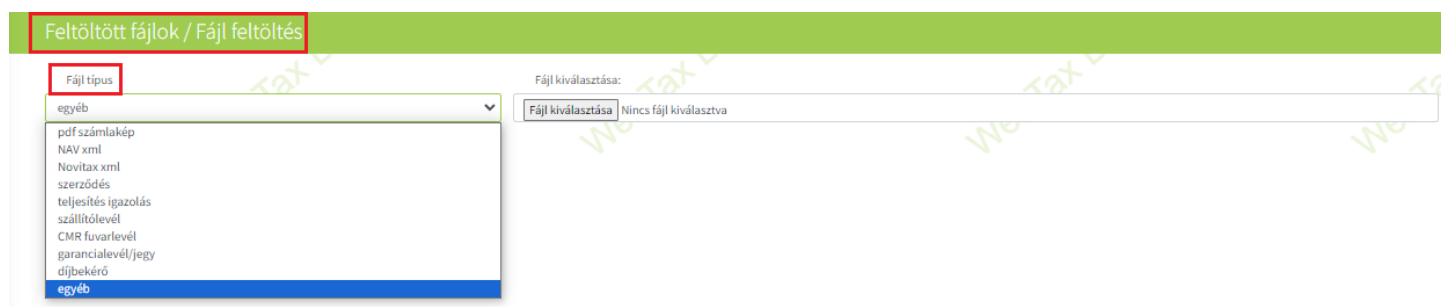 Feltöltött fájlok / Fájl feltöltés
Fájl típus
Fájl kiválasztása:
egyéb
Fájl kiválasztása Nincs fájl kiválasztva
pdf számlakép
NAV xml
Novitax xml
szerződés
teljesítés igazolás
szállítólevél
CMR fuvarlevél
garancialevél/jegy
díjbekérő
egyéb